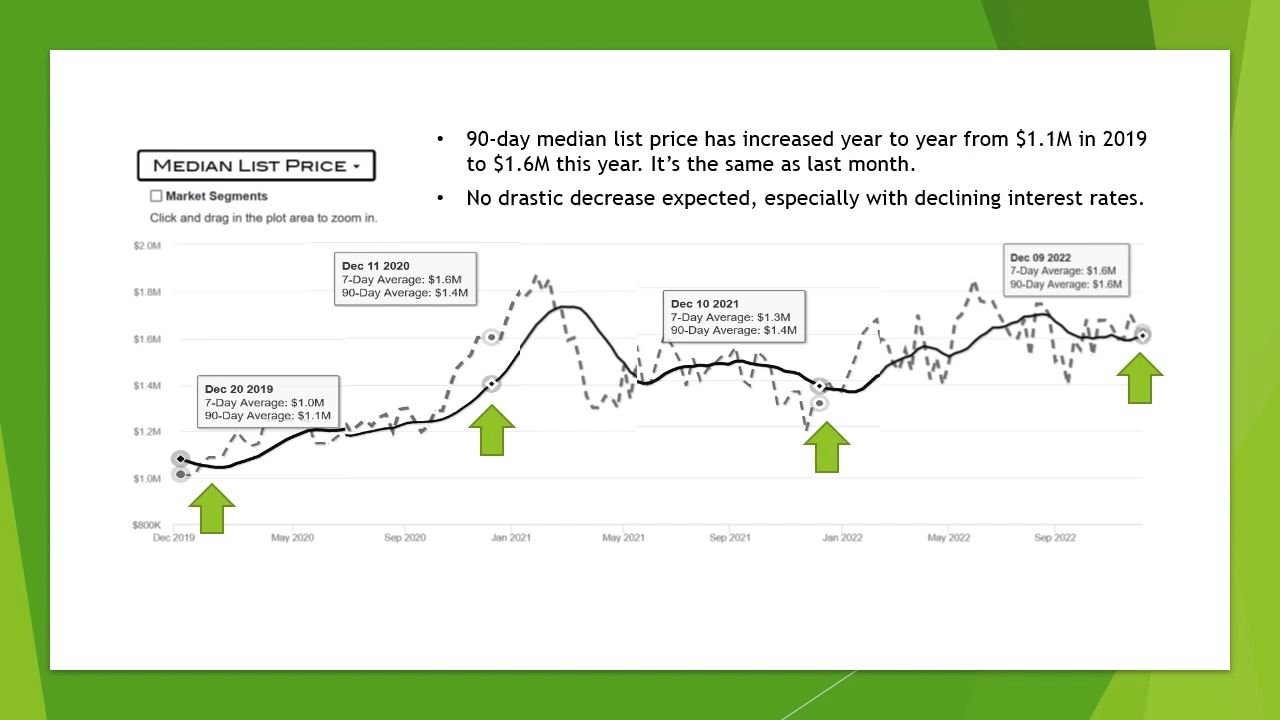 • 90-day median list price has increased year to year from $1.1M in 2019
to $1.6M this year. It’s the same as last month.
• No drastic decrease expected, especially with declining interest rates.
MEDIAN LIST PRICE
Market Segments
Click and drag in the plot area to zoom in.
$2.0M
$1.8M
$1.6M
$1.4M
$1.2M
$1.0M
$800K
Dec 20 2019
7-Day Average: $1.0M
90-Day Average: $1.1M
Dec 11 2020
7-Day Average: $1.6M
90-Day Average: $1.4M
Dec 10 2021
7-Day Average: $1.3M
90-Day Average: $1.4M
Dec 09 2022
7-Day Average: $1.6M
90-Day Average: $1.6M
Dec 2019 May 2020 Sep 2020 Jan 2021 May 2021 Sep 2021 Jan 2022 May 2022 Sep 2022